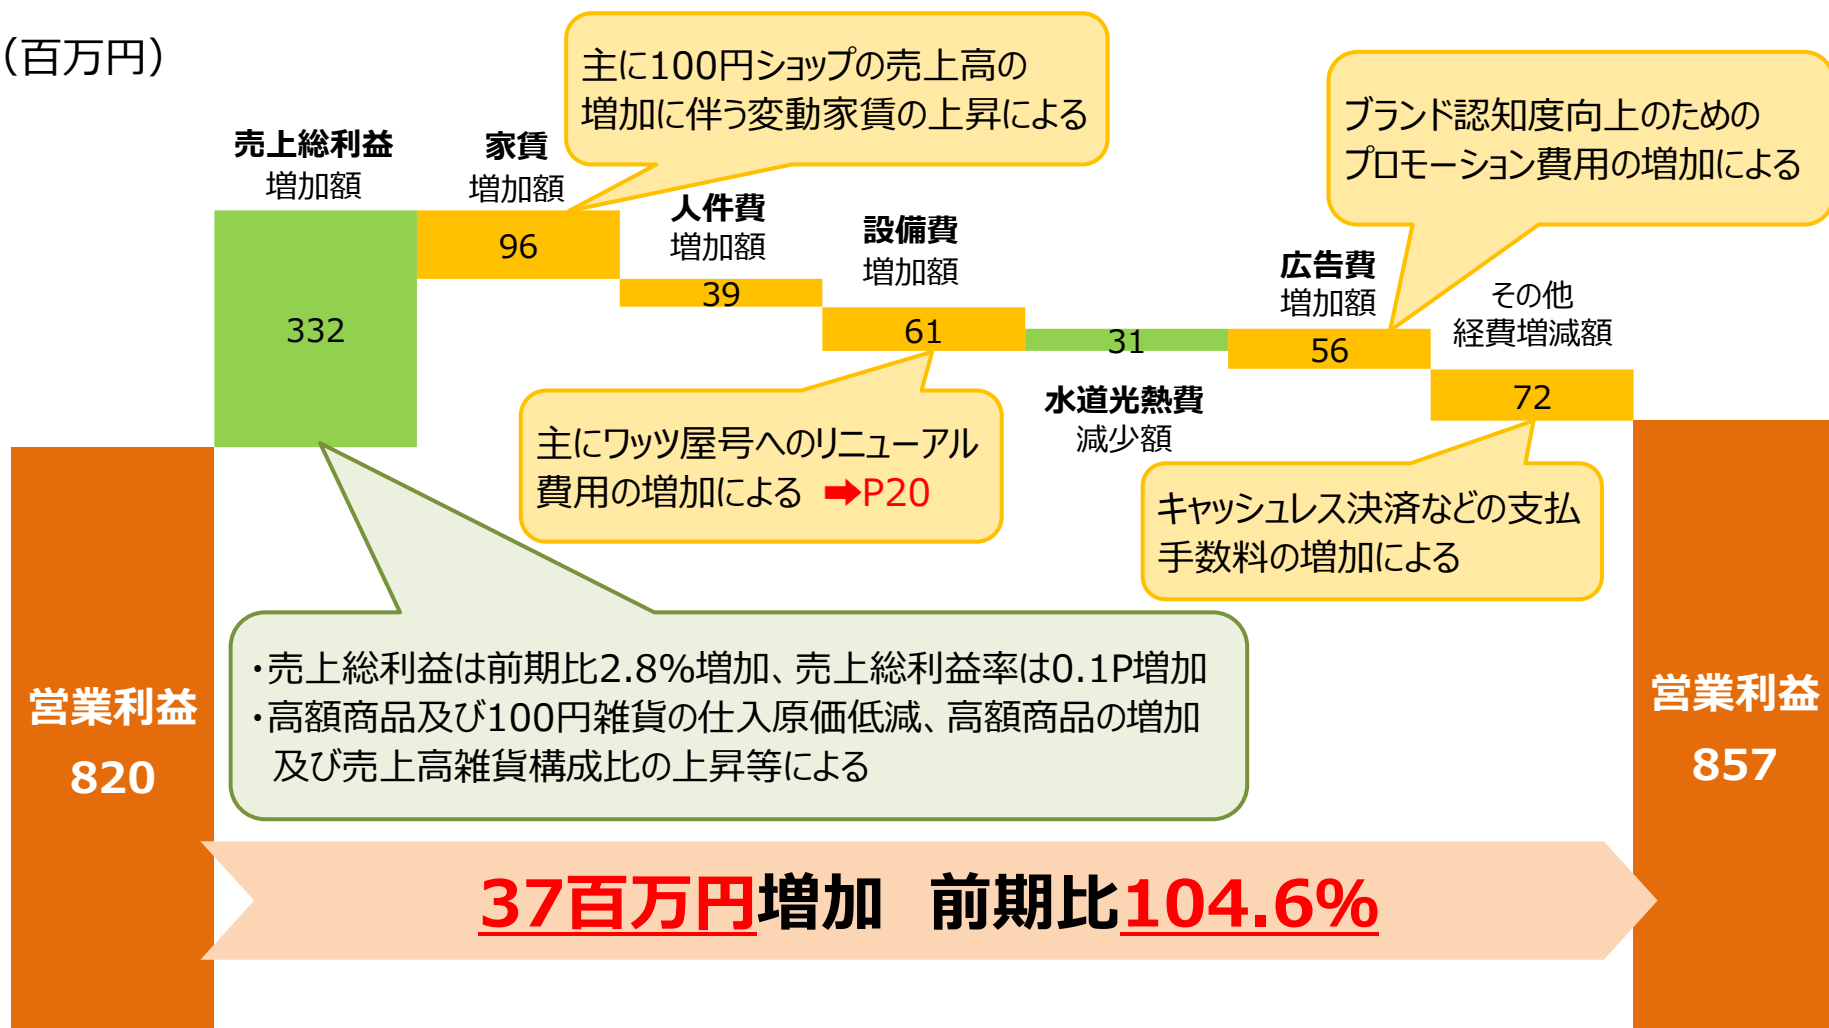 （百万円）
主に100円ショップの売上高の
増加に伴う変動家賃の上昇による
ブランド認知度向上のための
プロモーション費用の増加による
売上総利益
増加額
家賃
増加額
人件費
増加額
設備費
増加額
広告費
増加額
その他
経費増減額
332
96
39
61
31
56
72
水道光熱費
減少額
主にワッツ屋号へのリニューアル
費用の増加による ➡P20
キャッシュレス決済などの支払
手数料の増加による
・売上総利益は前期比2.8%増加、売上総利益率は0.1P増加
・高額商品及び100円雑貨の仕入原価低減、高額商品の増加
及び売上高雑貨構成比の上昇等による
営業利益
820
営業利益
857
37百万円増加　前期比104.6%